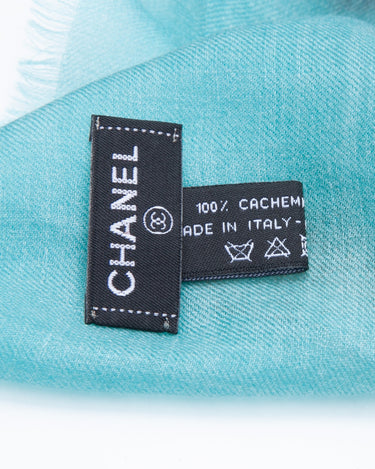 CHANEL
100% CACHEM
ADE IN ITALY-